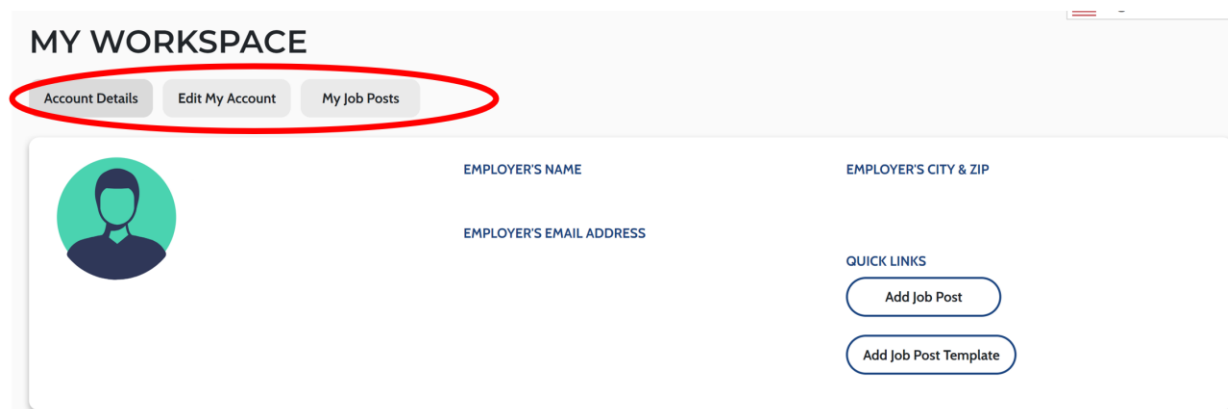 MY WORKSPACE
Account Details Edit My Account My Job Posts
EMPLOYER'S NAME EMPLOYER'S CITY & ZIP
EMPLOYER'S EMAIL ADDRESS
QUICK LINKS
Add Job Post
Add Job Post Template